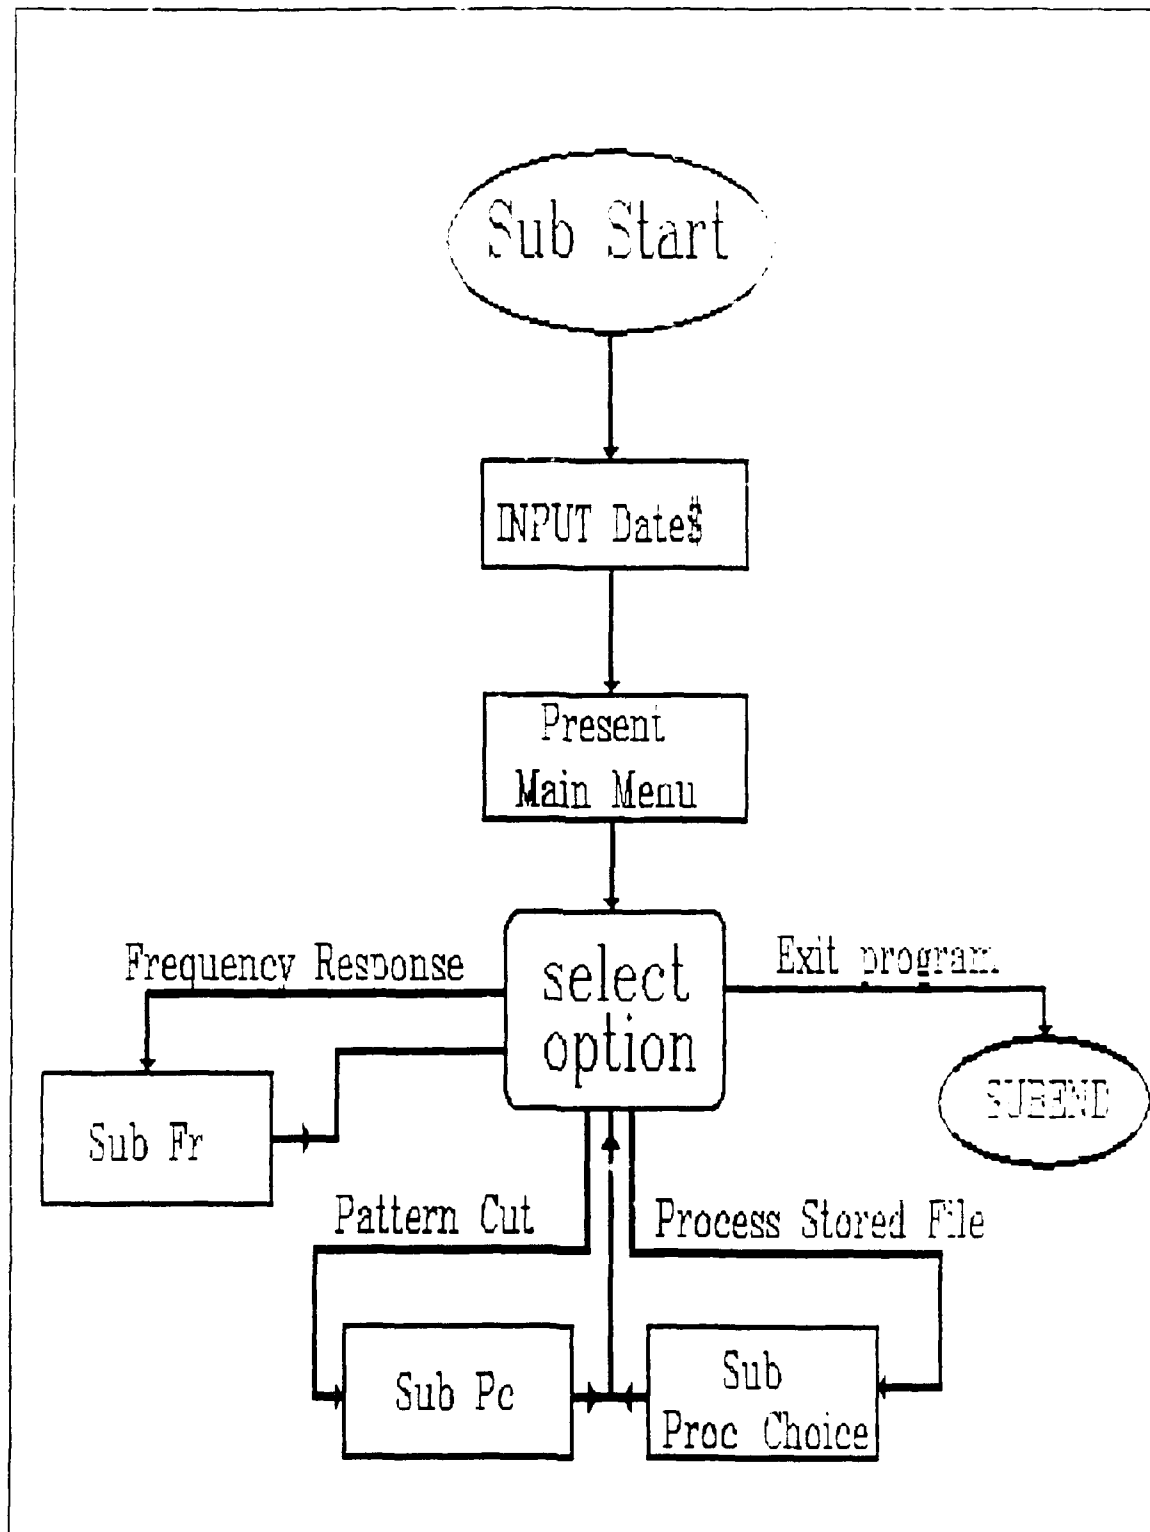 Sub Start
INPUT Date$
Present
Main Menu
Frequency Response
select
option
Exit program
Sub Fr
SUBEND
Pattern Cut
Process Stored File
Sub Pc
Sub
Proc Choice